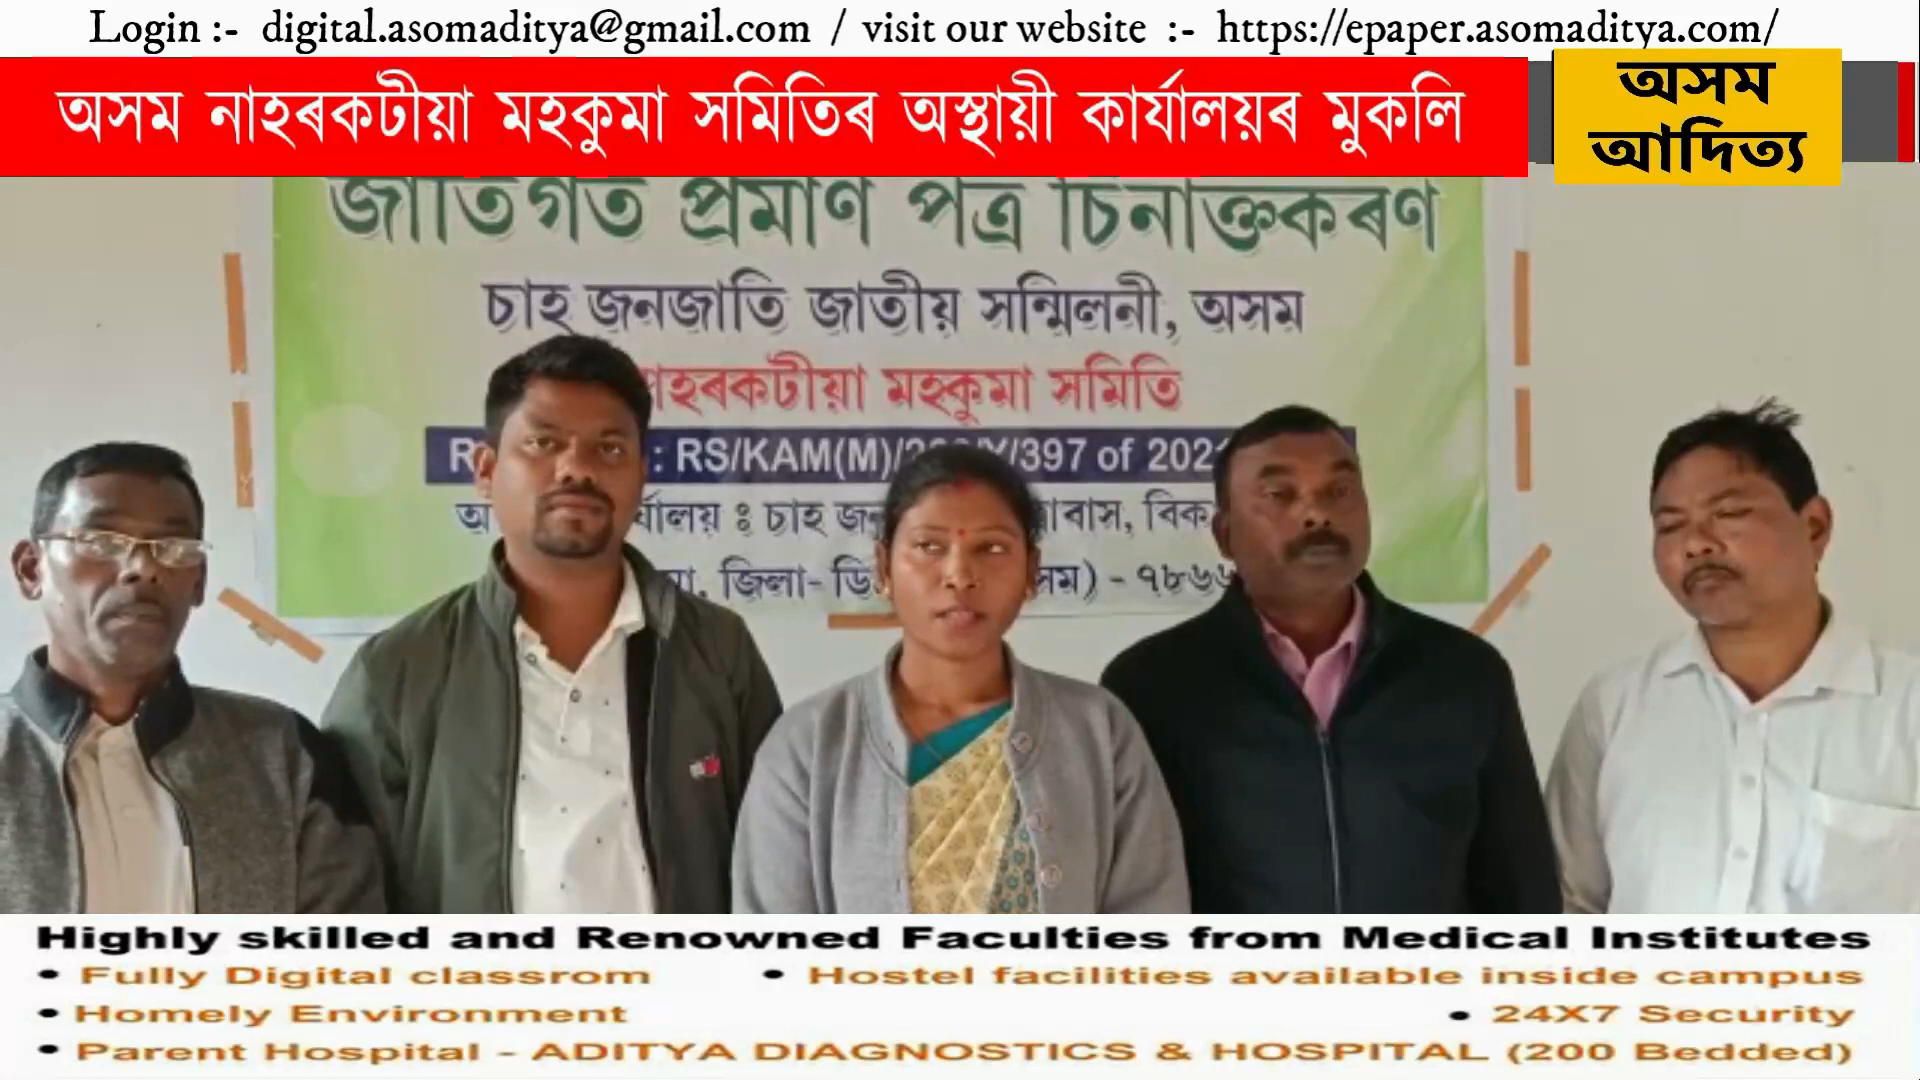 Login :- digital.asomaditya@gmail.com / visit our website :- https://epaper.asomaditya.com/
অসম নাহৰকটীয়া মহকুমা সমিতিৰ অস্থায়ী কাৰ্যালয়ৰ মুকলি
অসম
আদিত্য
জাতিগত প্ৰমাণ পত্ৰ চিনাক্তকৰণ
চাহ জনজাতি জাতীয় সন্মিলনী, অসম
মহকুমা সমিতি
: RS/KAM(M)/ /397 of
ঃ চাহ
জিলা-
Highly skilled and Renowned Faculties from Medical Institutes
• Fully Digital classrom • Hostel facilities available inside campus
• Homely Environment • 24X7 Security
• Parent Hospital - ADITYA DIAGNOSTICS & HOSPITAL (200 Bedded)